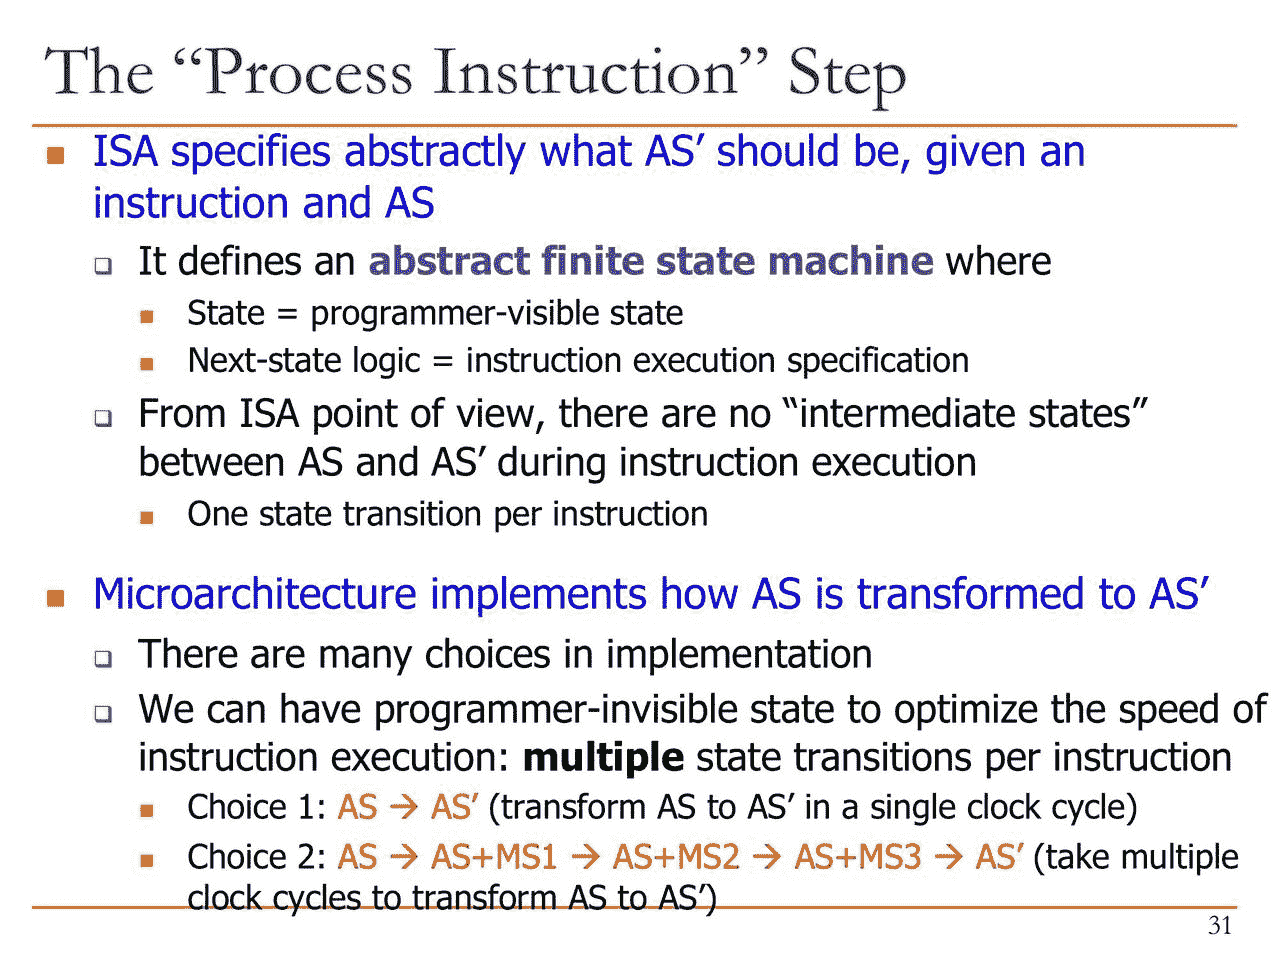 The “Process Instruction” Step
ISA specifies abstractly what AS’ should be, given an
instruction and AS
It defines an abstract finite state machine where
State = programmer-visible state
Next-state logic = instruction execution specification
From ISA point of view, there are no “intermediate states”
between AS and AS’ during instruction execution
One state transition per instruction
Microarchitecture implements how AS is transformed to AS’
There are many choices in implementation
We can have programmer-invisible state to optimize the speed of
instruction execution: multiple state transitions per instruction
Choice 1: AS → AS’ (transform AS to AS’ in a single clock cycle)
Choice 2: AS → AS+MS1 → AS+MS2 → AS+MS3 → AS’ (take multiple
clock cycles to transform AS to AS’)
31